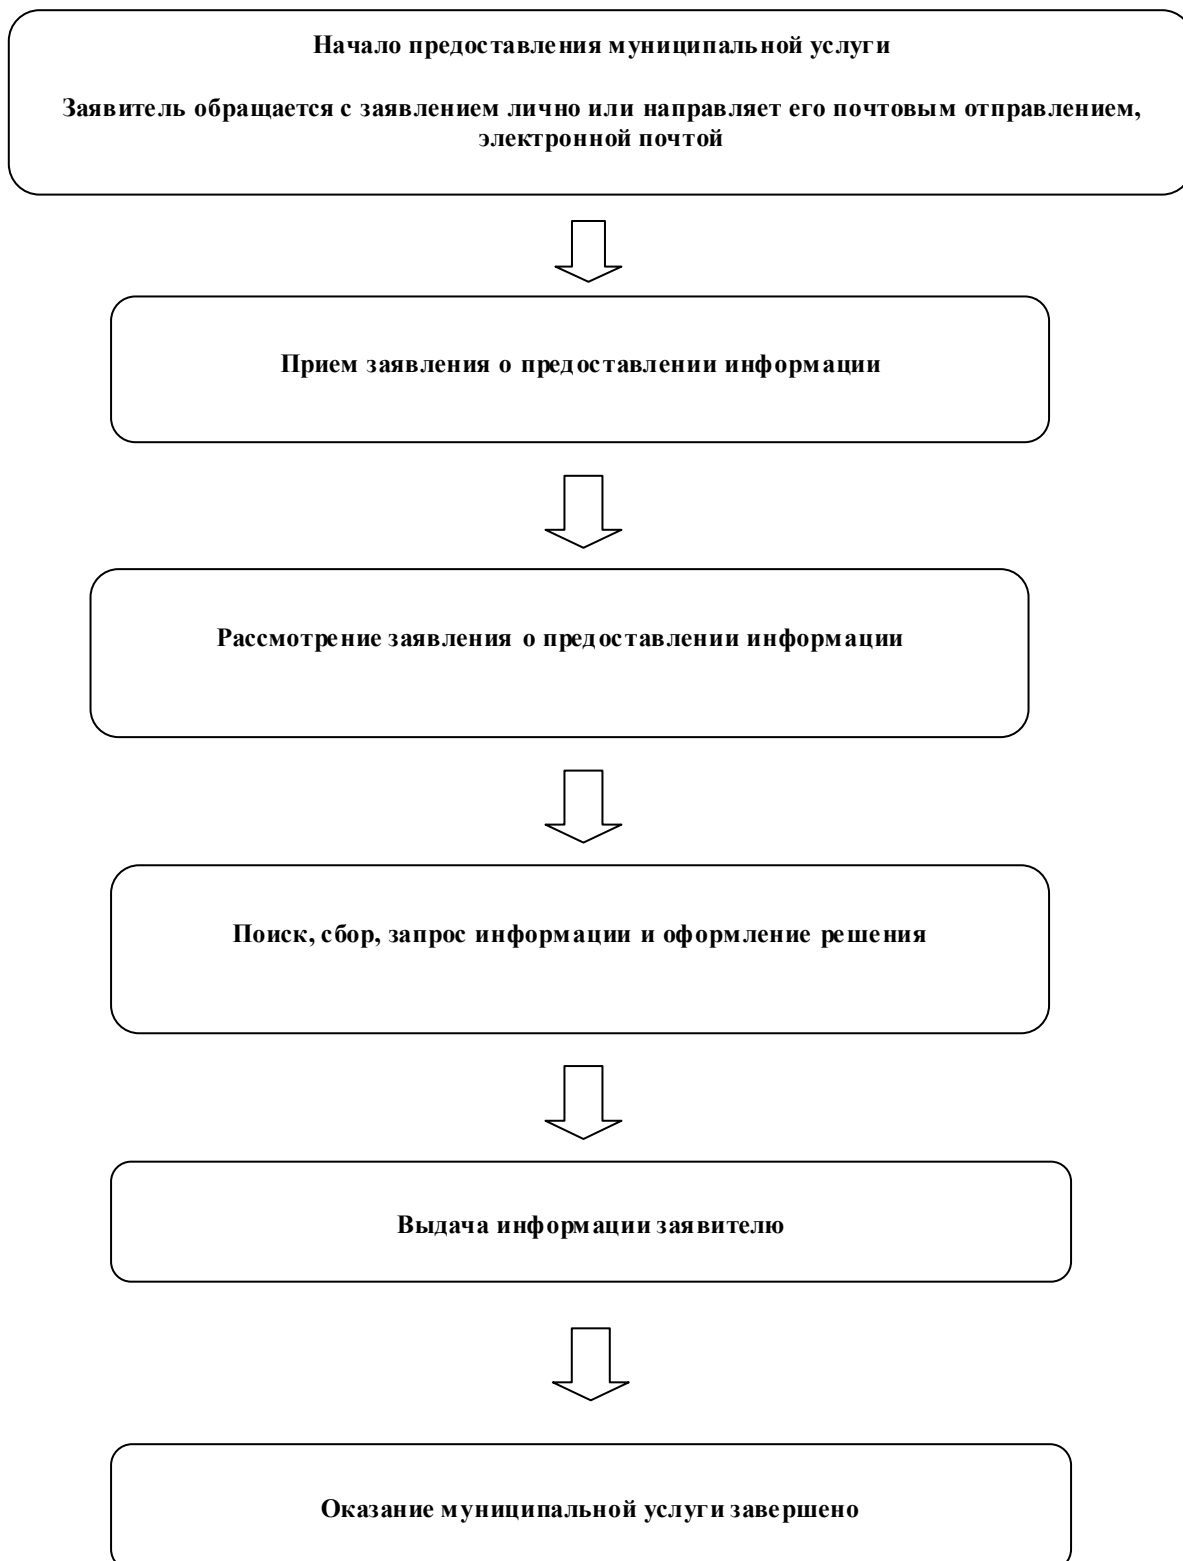 Начало предоставления муниципальной услуги
Заявитель обращается с заявлением лично или направляет его почтовым отправлением,
электронной почтой
Прием заявления о предоставлении информации
Рассмотрение заявления о предоставлении информации
Поиск, сбор, запрос информации и оформление решения
Выдача информации заявителю
Оказание муниципальной услуги завершено